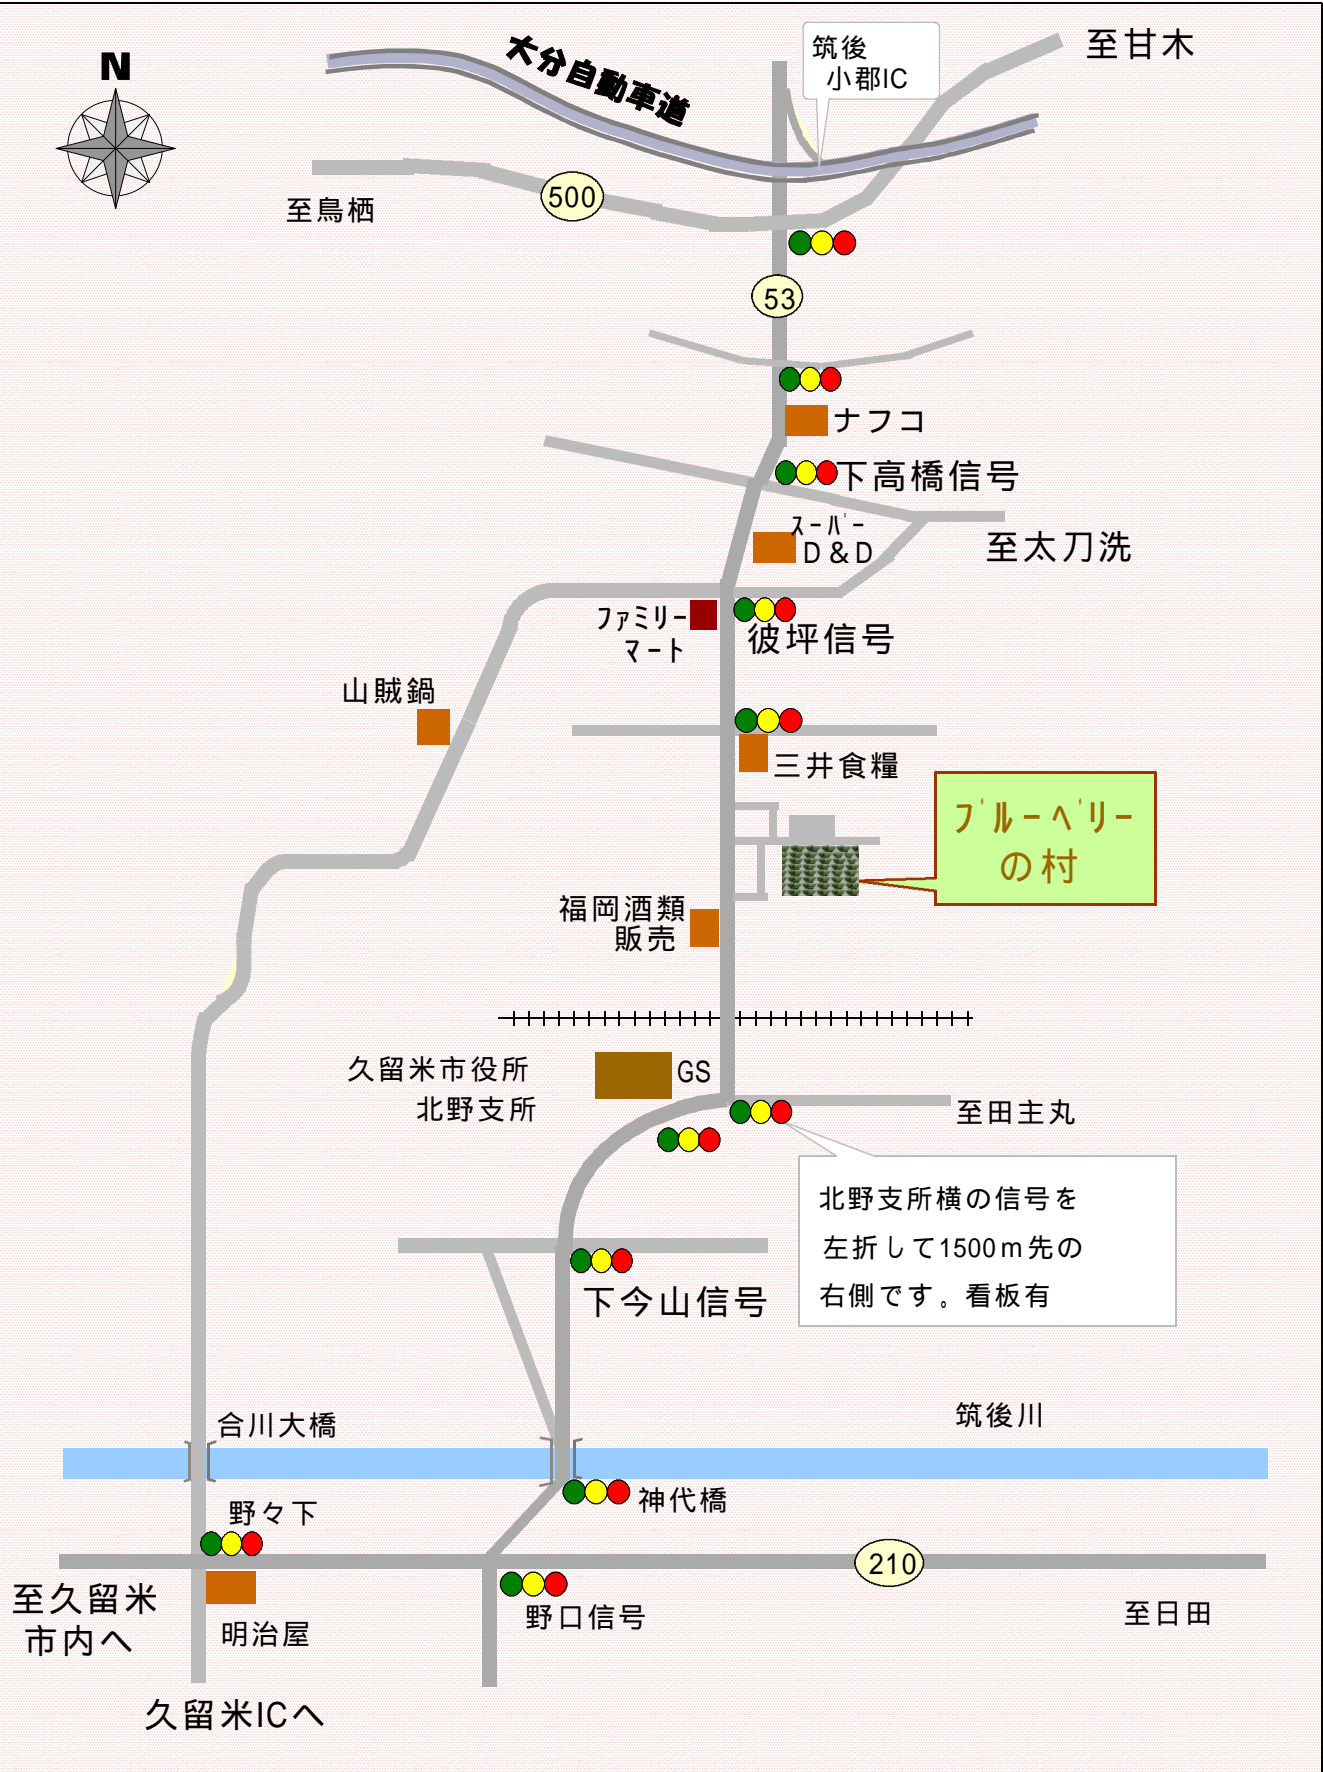 N
大分自動車道
筑後
小郡IC
至甘木
至鳥栖
500
53
ナフコ
下高橋信号
ｽｰﾊﾟｰ
D＆D
至太刀洗
ﾌｧﾐﾘｰ
ﾏｰﾄ
彼坪信号
山賊鍋
三井食糧
ﾌﾞﾙｰﾍﾞﾘｰ
の村
福岡酒類
販売
久留米市役所
北野支所
GS
至田主丸
北野支所横の信号を
左折して1500ｍ先の
右側です。看板有
下今山信号
合川大橋
筑後川
神代橋
野々下
210
至久留米
市内へ
明治屋
野口信号
至日田
久留米ICへ